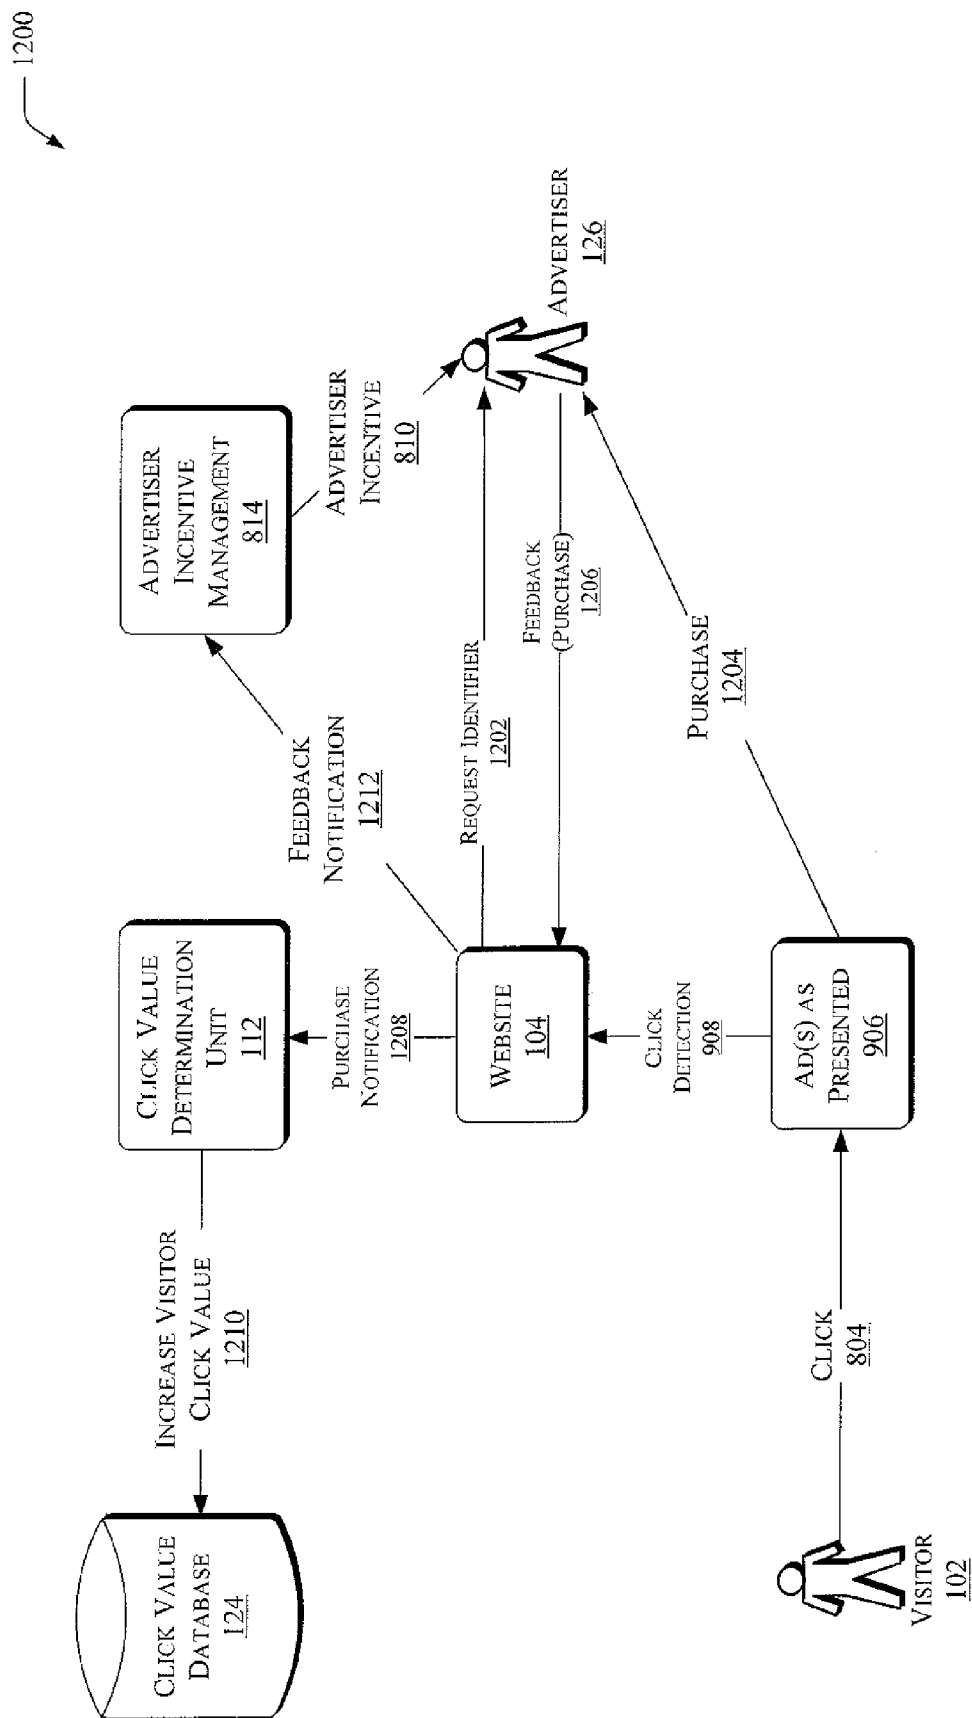 1200
CLICK VALUE
DATABASE
124
INCREASE VISITOR
CLICK VALUE
1210
CLICK VALUE
DETERMINATION
UNIT
112
FEEDBACK
NOTIFICATION
1212
ADVERTISER
INCENTIVE
MANAGEMENT
814
ADVERTISER
INCENTIVE
810
PURCHASE
NOTIFICATION
1208
WEBSITE
104
REQUEST IDENTIFIER
1202
FEEDBACK
(PURCHASE)
1206
ADVERTISER
126
CLICK
DETECTION
908
PURCHASE
1204
VISITOR
102
CLICK
804
AD(S) AS
PRESENTED
906